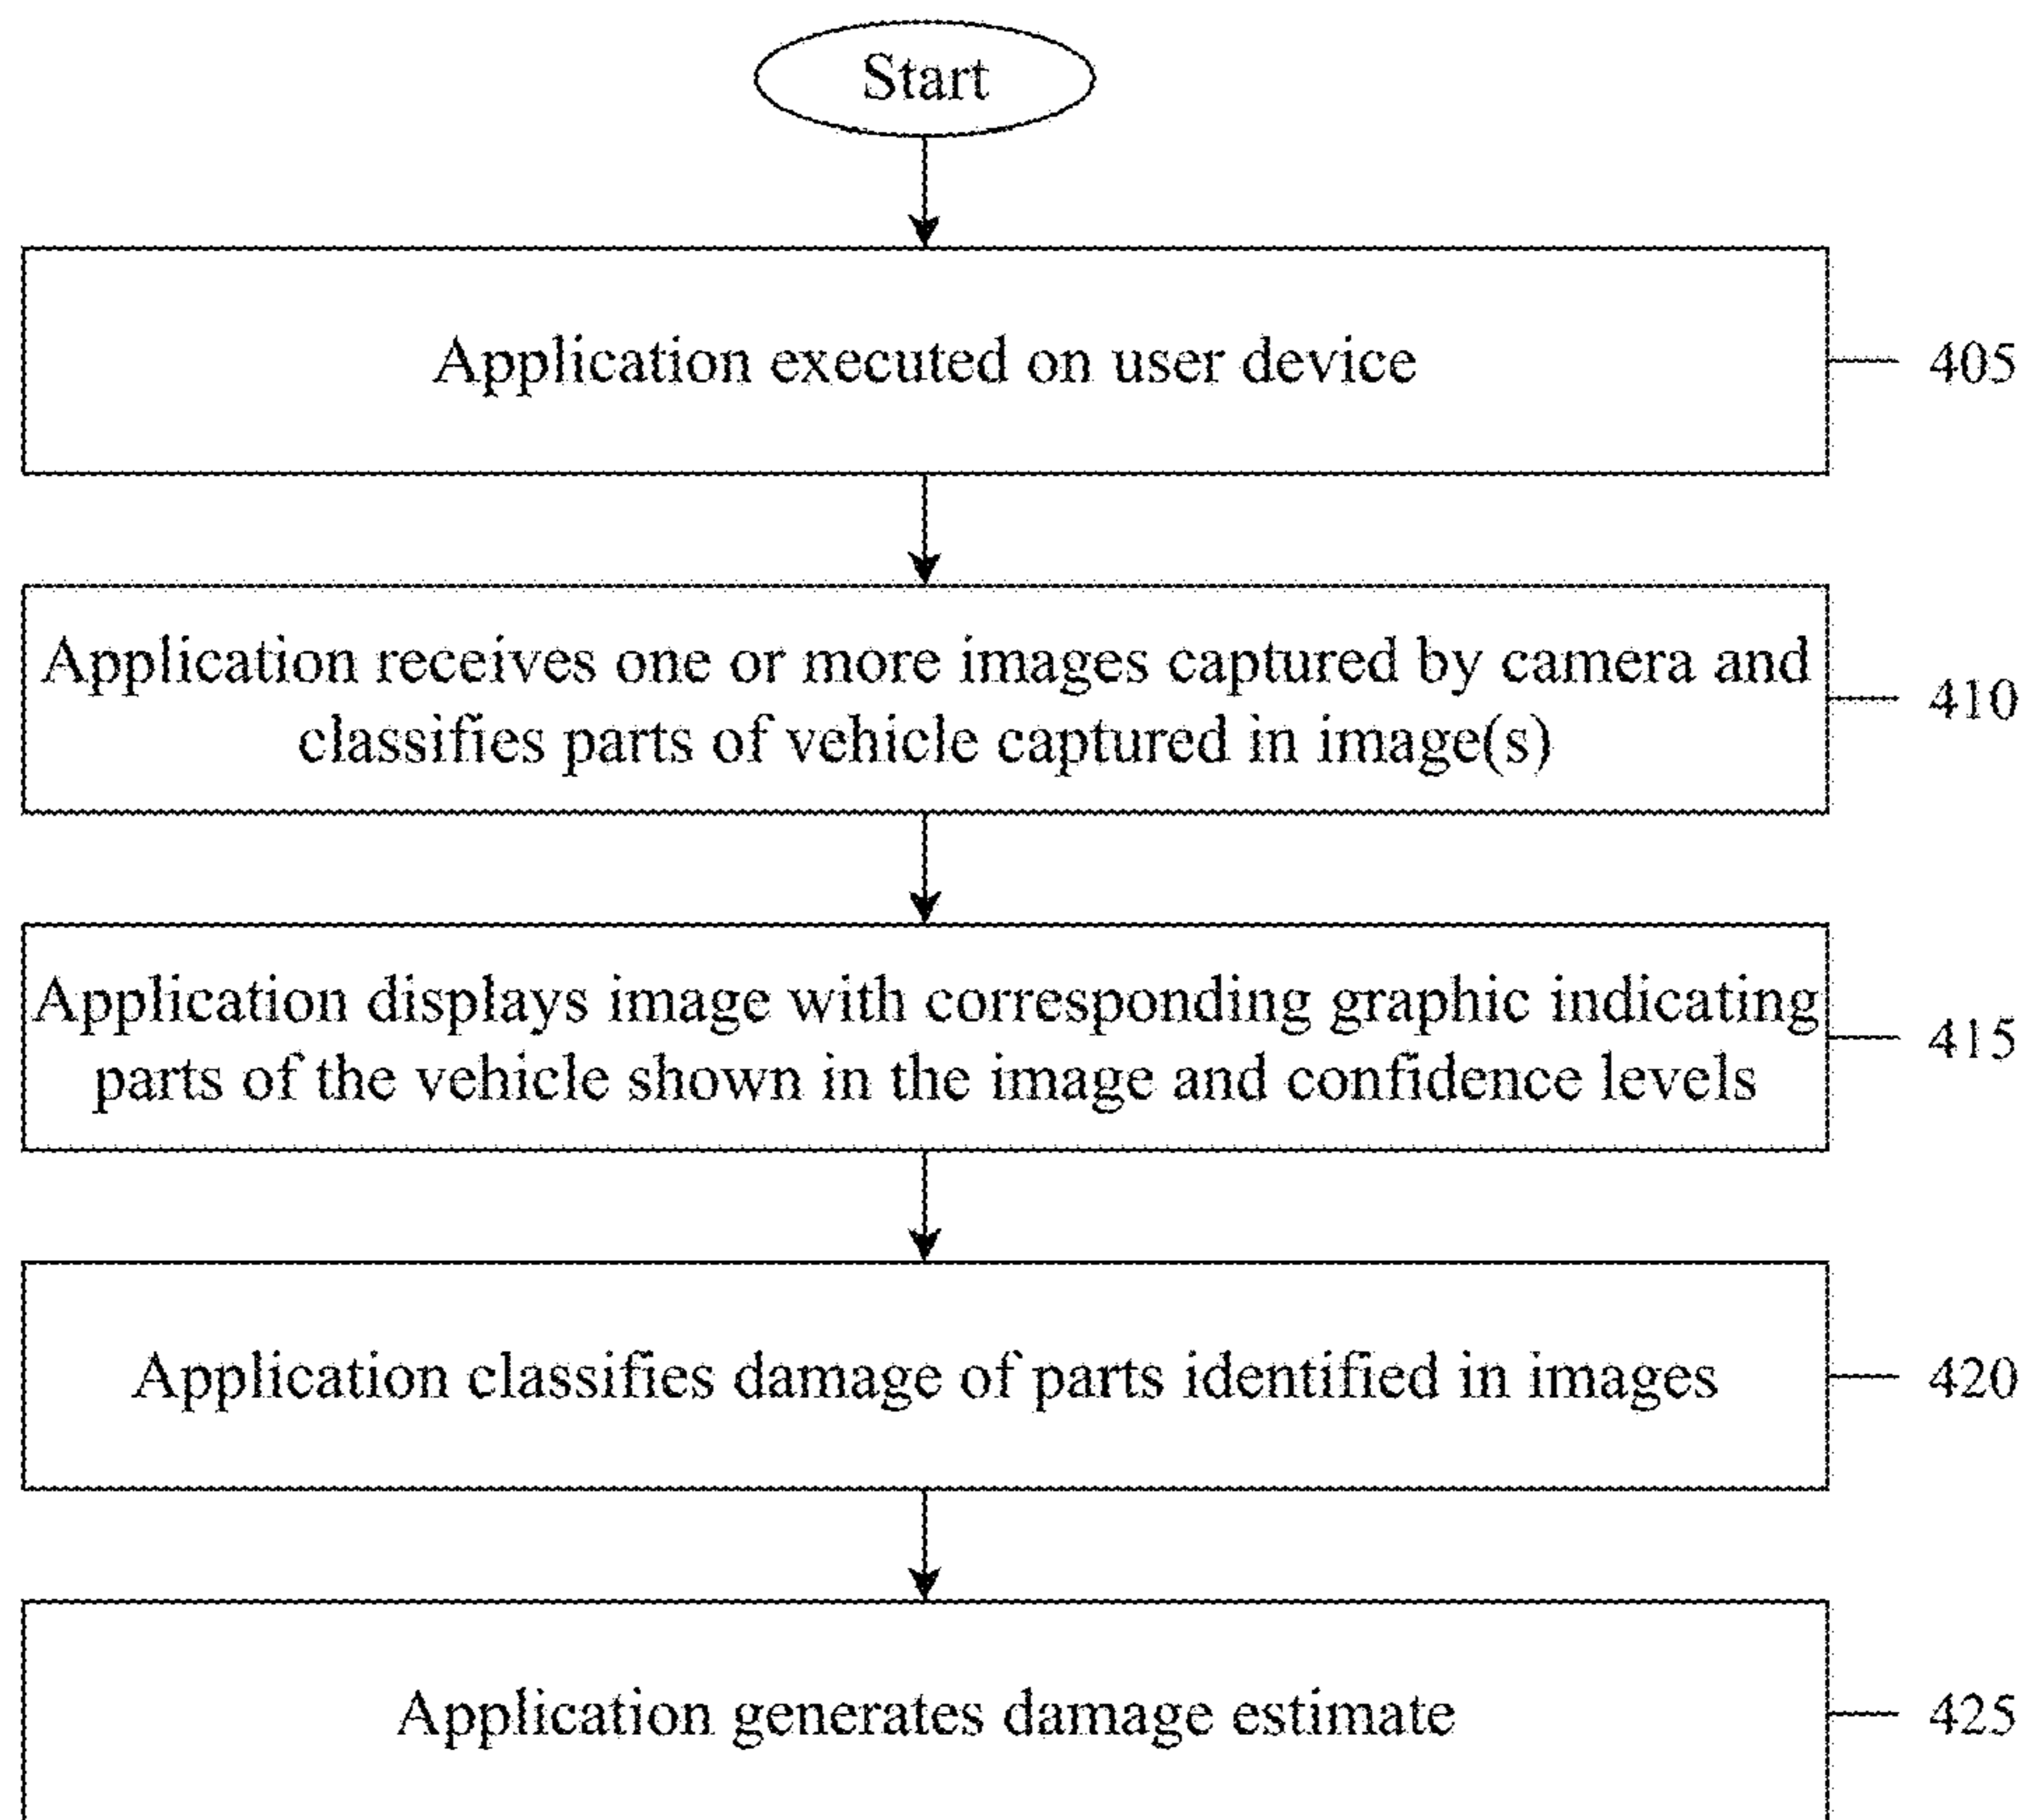 Start
Application executed on user device
405
Application receives one or more images captured by camera and
classifies parts of vehicle captured in image(s)
410
Application displays image with corresponding graphic indicating
parts of the vehicle shown in the image and confidence levels
415
Application classifies damage of parts identified in images
420
Application generates damage estimate
425